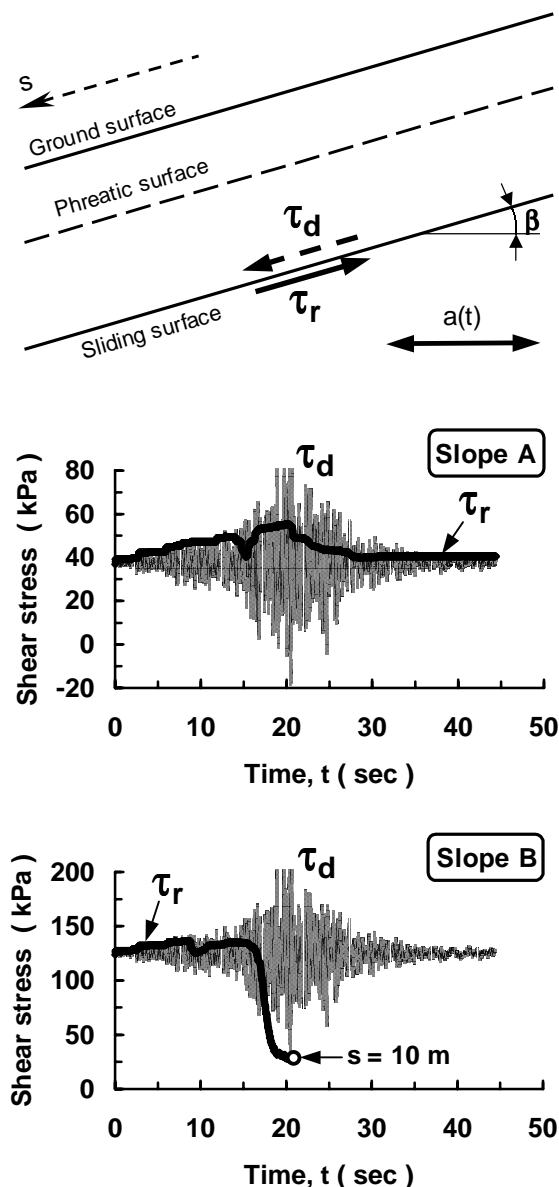 s
Ground surface
Phreatic surface
τd
β
τr
Sliding surface
a(t)
Slope A
τd
τr
80
60
40
20
0
-20
Shear stress ( kPa )
0 10 20 30 40 50
Time, t ( sec )
Slope B
τd
τr
200
150
100
50
0
Shear stress ( kPa )
s = 10 m
0 10 20 30 40 50
Time, t ( sec )